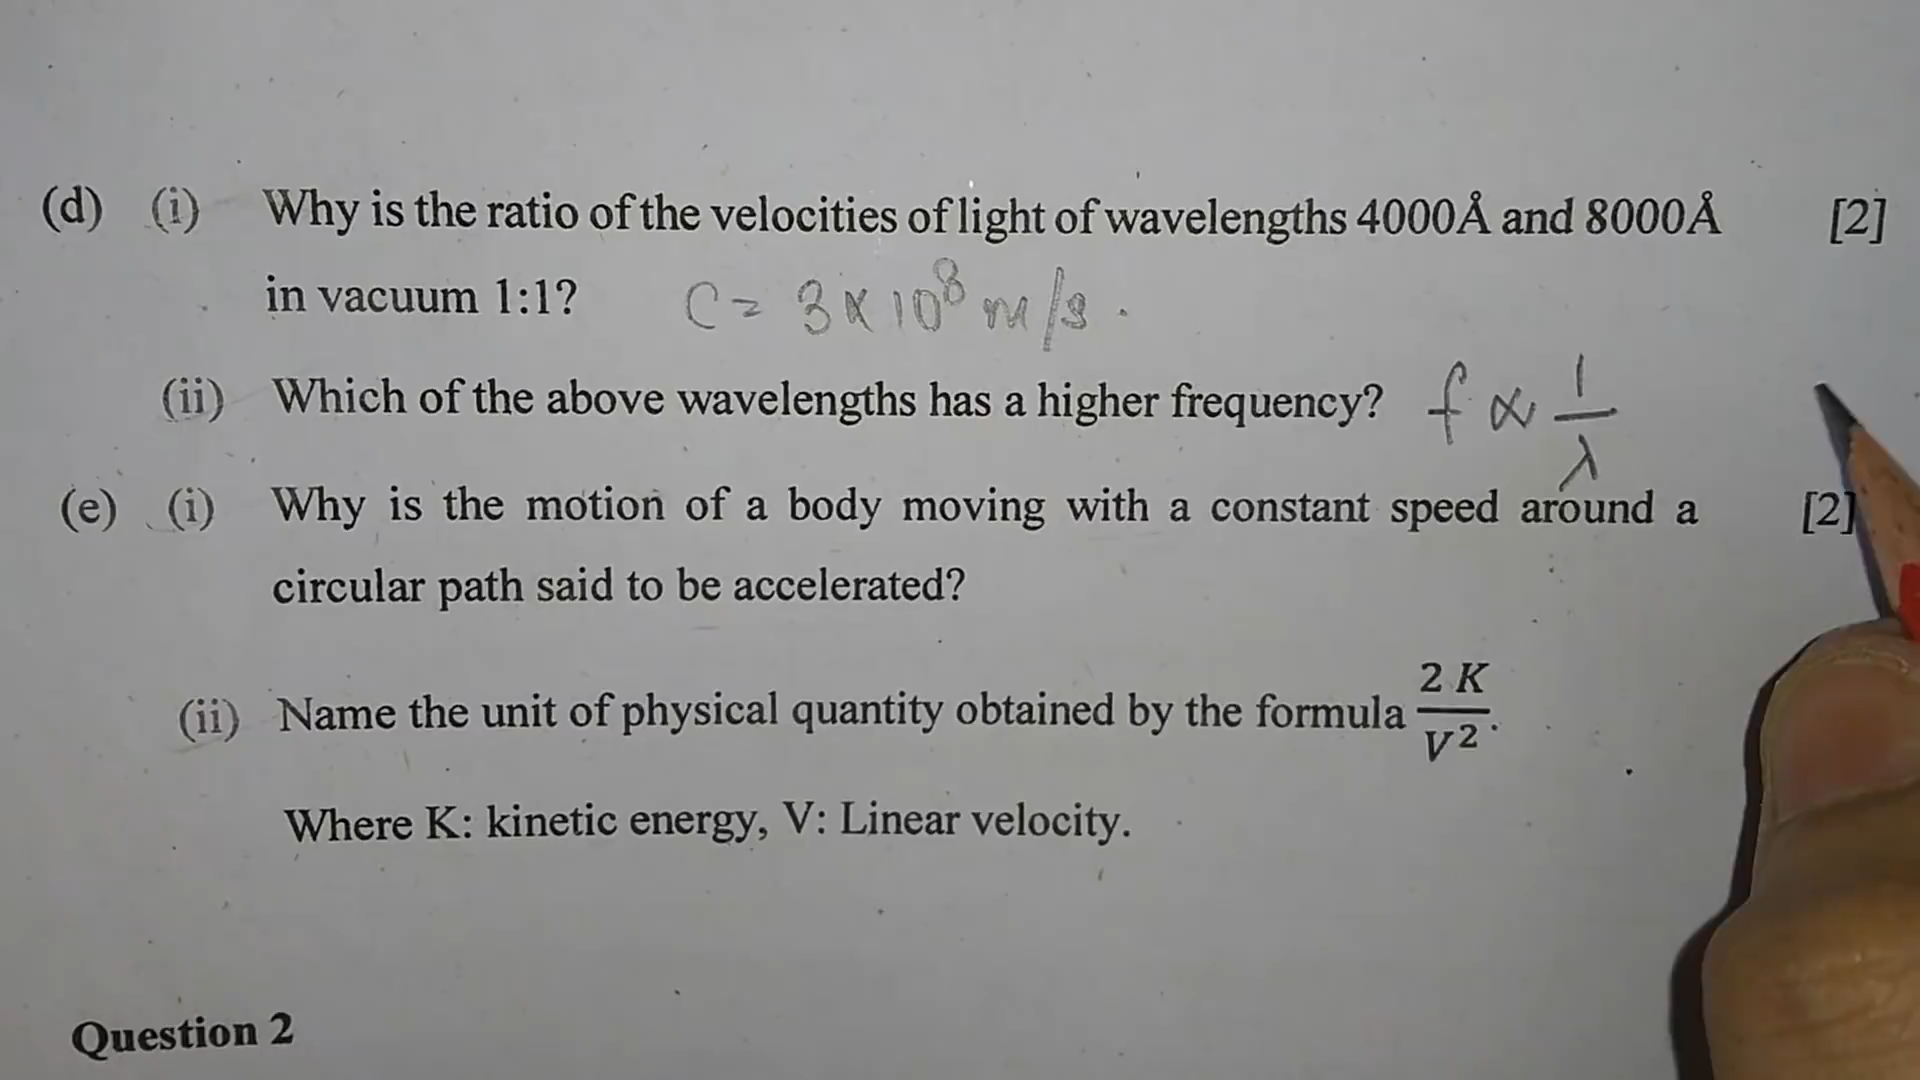 (d) (i) Why is the ratio of the velocities of light of wavelengths 4000Å and 8000Å [2]
in vacuum 1:1? C = 3 x 10⁸ m/s.
(ii) Which of the above wavelengths has a higher frequency? f ∝ 1/λ
(e) (i) Why is the motion of a body moving with a constant speed around a [2]
circular path said to be accelerated?
(ii) Name the unit of physical quantity obtained by the formula 2 K/V².
Where K: kinetic energy, V: Linear velocity.
Question 2